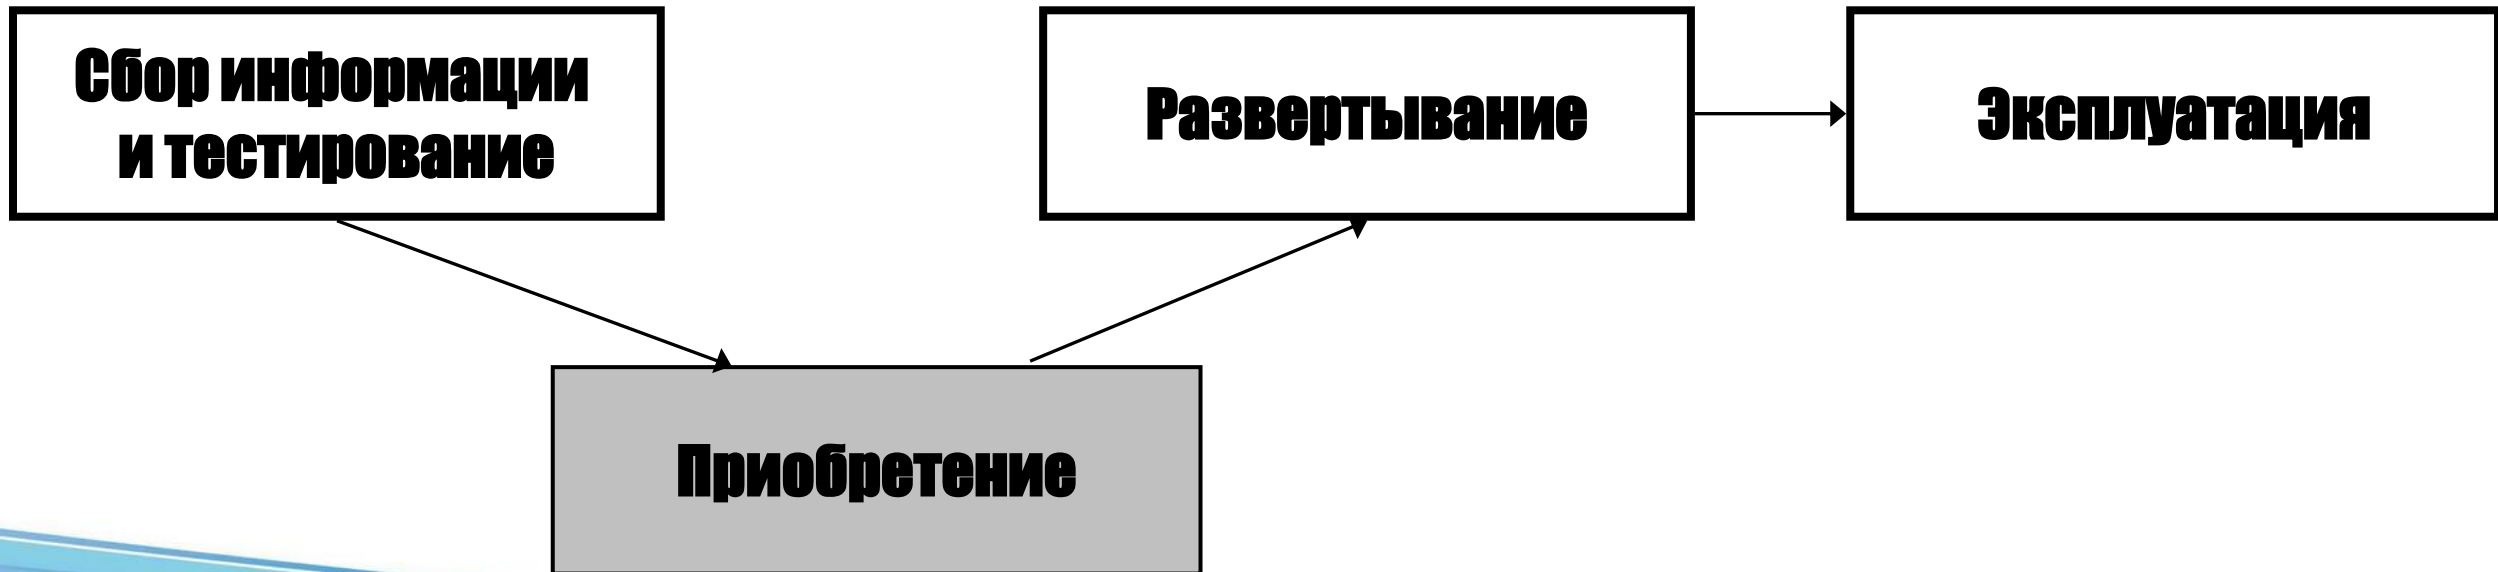 Сбор информации
и тестирование
Развертывание
Эксплуатация
Приобретение